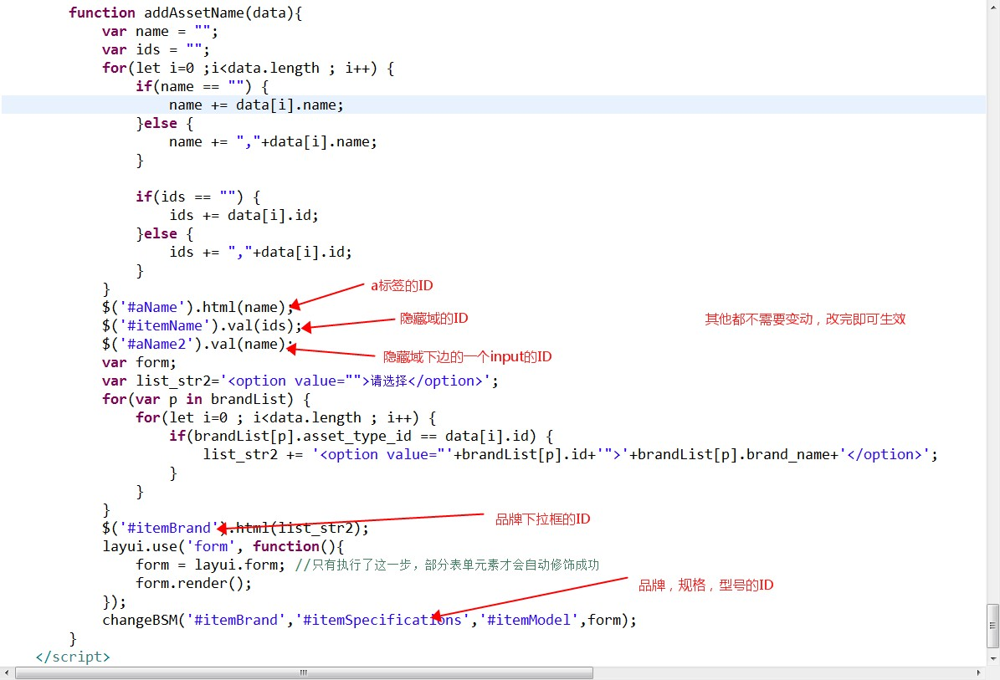 function addAssetName(data){
var name = "";
var ids = "";
for(let i=0 ;i<data.length ; i++) {
if(name == "") {
name += data[i].name;
}else {
name += ","+data[i].name;
}
if(ids == "") {
ids += data[i].id;
}else {
ids += ","+data[i].id;
}
}
a标签的ID
$('#aName').html(name);
隐藏域的ID
$('#itemName').val(ids);
其他都不需要变动，改完即可生效
$('#aName2').val(name);
隐藏域下边的一个input的ID
var form;
var list_str2='<option value="">请选择</option>';
for(var p in brandList) {
for(let i=0 ; i<data.length ; i++) {
if(brandList[p].asset_type_id == data[i].id) {
list_str2 += '<option value="'+brandList[p].id+'">'+brandList[p].brand_name+'</option>';
}
}
}
品牌下拉框的ID
$('#itemBrand').html(list_str2);
layui.use('form', function(){
form = layui.form; //只有执行了这一步，部分表单元素才会自动修饰成功
form.render();
品牌，规格，型号的ID
});
changeBSM('#itemBrand','#itemSpecifications','#itemModel',form);
}
</script>